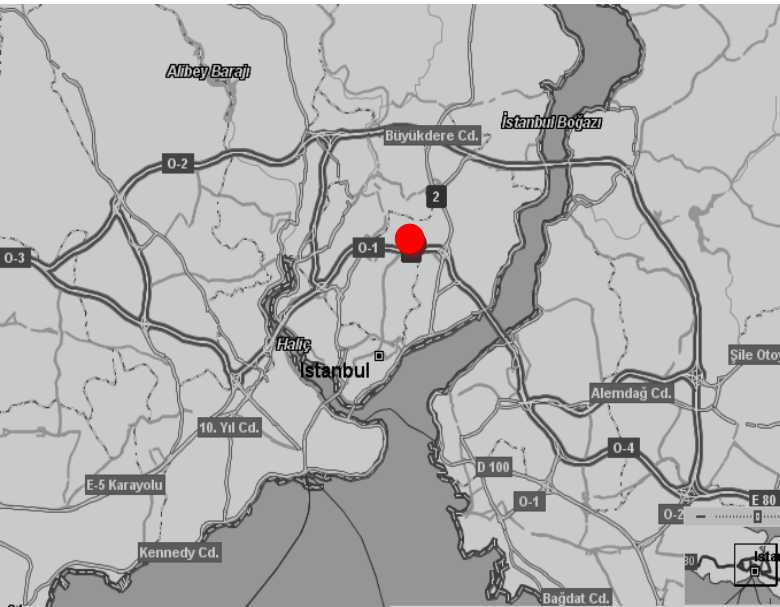 Alibey Barajı
İstanbul Boğazı
Büyükdere Cd.
O-2
2
O-1
O-3
Haliç
İstanbul
Şile Oto
Alemdağ Cd.
10. Yıl Cd.
O-4
D 100
E-5 Karayolu
O-1
E 80
O-2
Kennedy Cd.
Bağdat Cd.